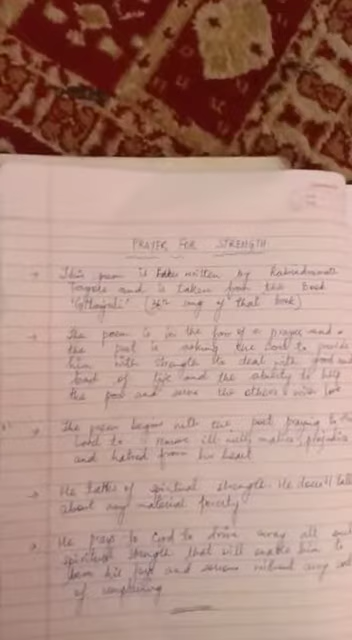 PRAYER FOR STRENGTH
→ This poem is written by Rabindranath
Tagore and is taken from the book
'Gitanjali' (36th song of that book)
→ The poem is in the form of a prayer and
the poet is asking the Lord to provide
him with strength to deal with good and
bad of life and the ability to help
the poor and serve the others with love
→ The poem begins with the poet praying to the
Lord to remove ill will, malice, prejudice
and hatred from his heart
→ He talks of spiritual strength. He doesn't talk
about any material poverty
→ He prays to God to drive away all
spiritual strength that will enable him to
his and without any
of complaining